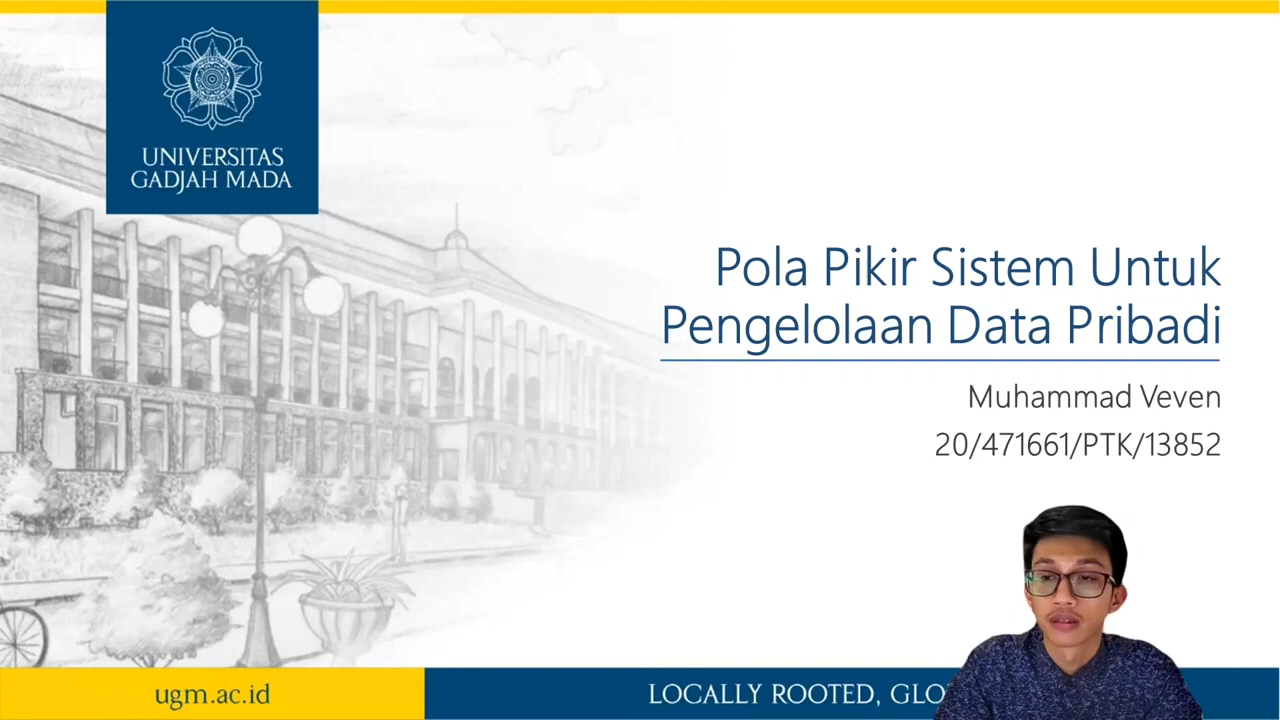 UNIVERSITAS
GADJAH MADA
Pola Pikir Sistem Untuk
Pengelolaan Data Pribadi
Muhammad Veven
20/471661/PTK/13852
ugm.ac.id
LOCALLY ROOTED,